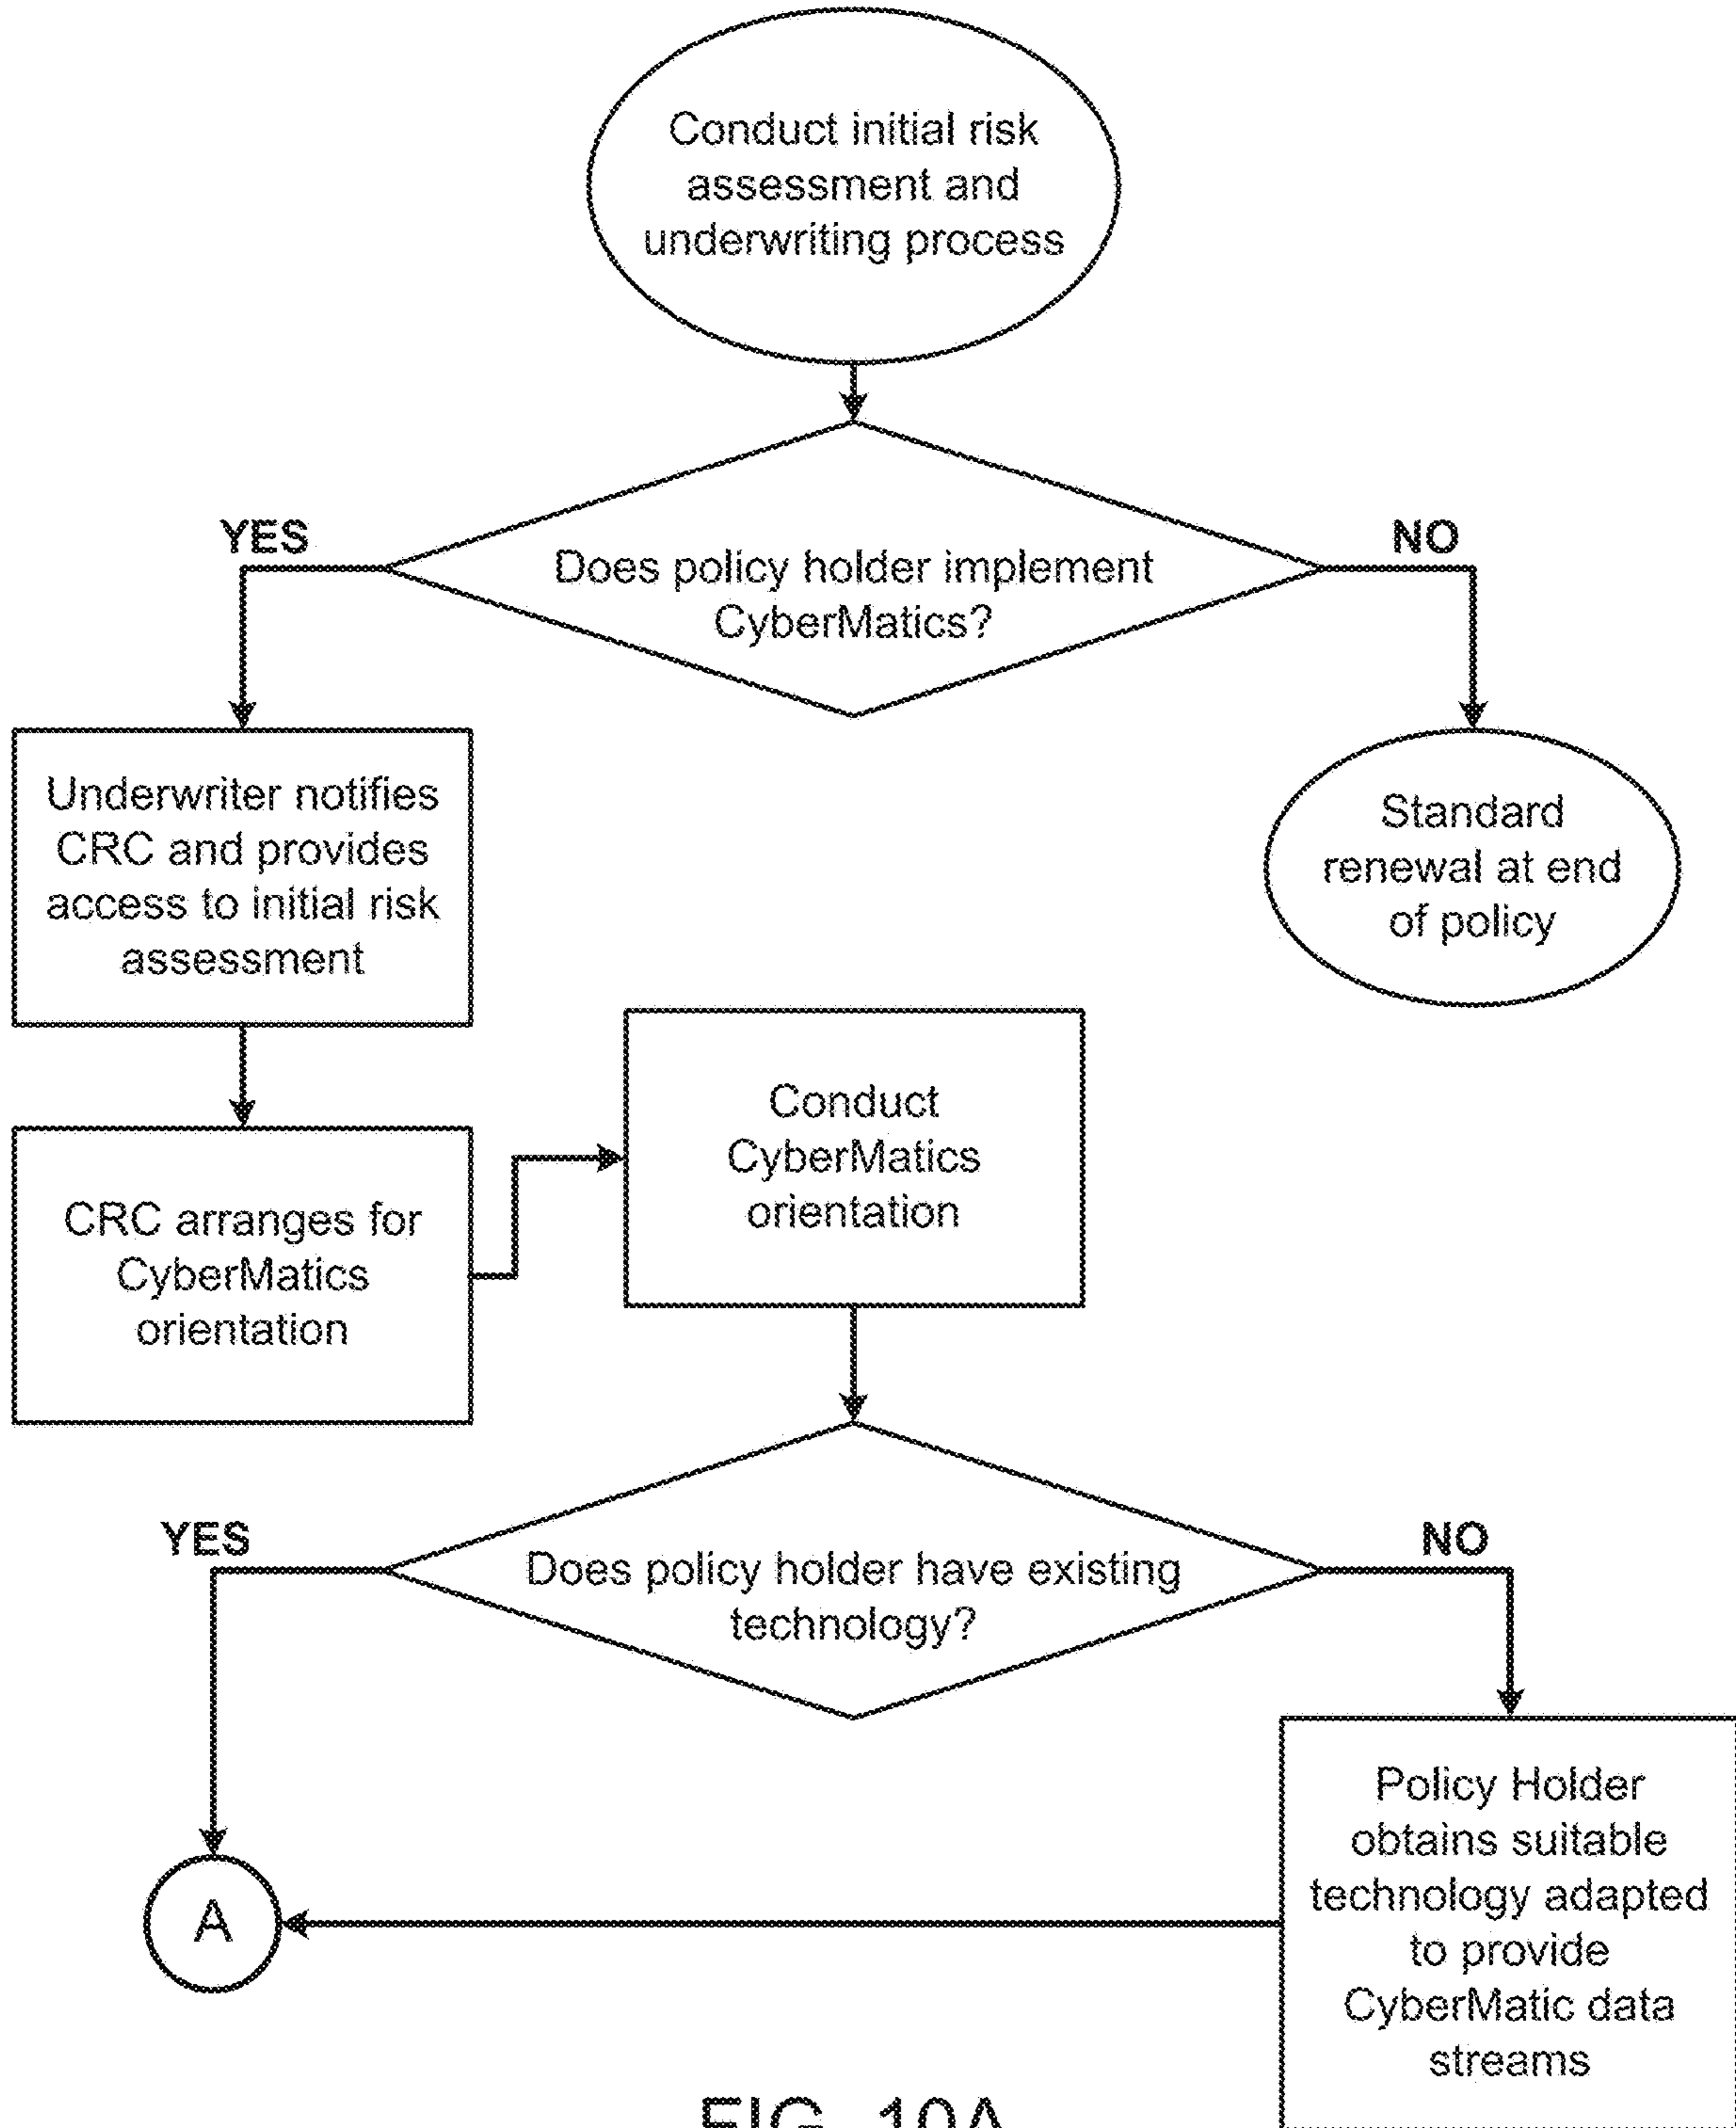 Conduct initial risk
assessment and
underwriting process
YES
NO
Does policy holder implement
CyberMatics?
Underwriter notifies
CRC and provides
access to initial risk
assessment
Standard
renewal at end
of policy
CRC arranges for
CyberMatics
orientation
Conduct
CyberMatics
orientation
YES
NO
Does policy holder have existing
technology?
Policy Holder
obtains suitable
technology adapted
to provide
CyberMatic data
streams
A
FIG. 10A